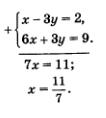 + { x - 3y = 2,
6x + 3y = 9.
7x = 11;
x = 11/7.